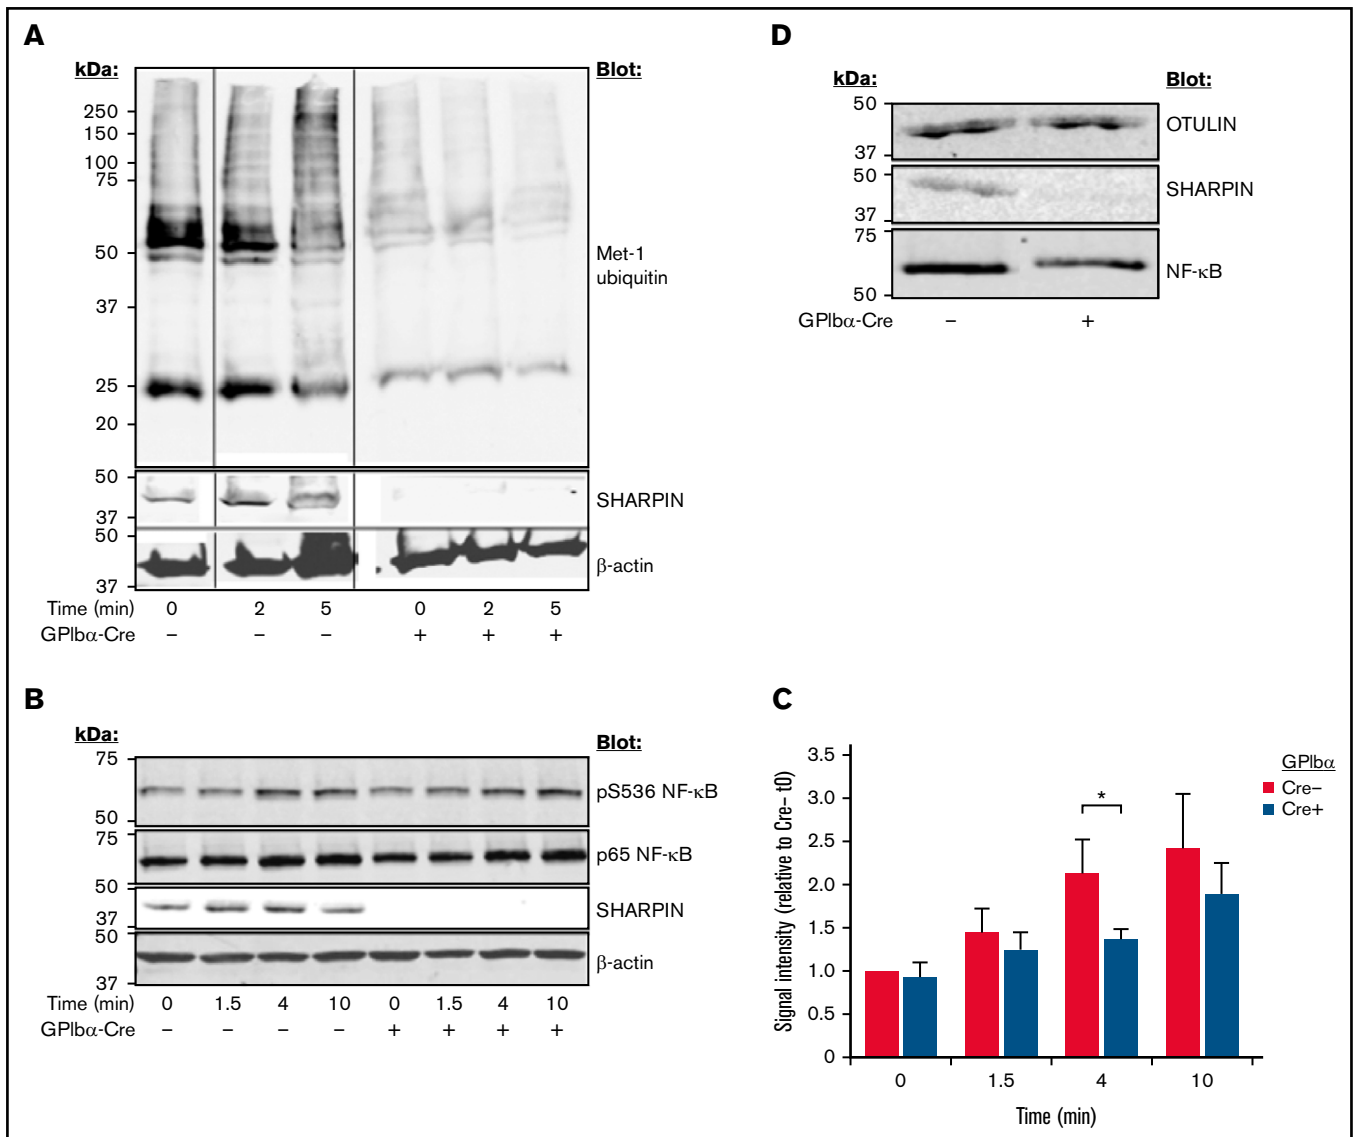 A
kDa: Blot:
250
150
100
75
50
37
25
20
Met-1
ubiquitin
50
37
SHARPIN
50
37
β-actin
Time (min) 0 2 5 0 2 5
GPIbα-Cre − − − + + +
D
kDa: Blot:
50
37
OTULIN
50
37
SHARPIN
75
50
NF-κB
GPIbα-Cre − +
B
kDa: Blot:
75
50
pS536 NF-κB
75
p65 NF-κB
50
37
SHARPIN
50
37
β-actin
Time (min) 0 1.5 4 10 0 1.5 4 10
GPIbα-Cre − − − − + + + +
C
Signal intensity (relative to Cre− t0)
3.5
3.0
2.5
2.0
1.5
1.0
0.5
0
*
GPIbα
Cre−
Cre+
0 1.5 4 10
Time (min)